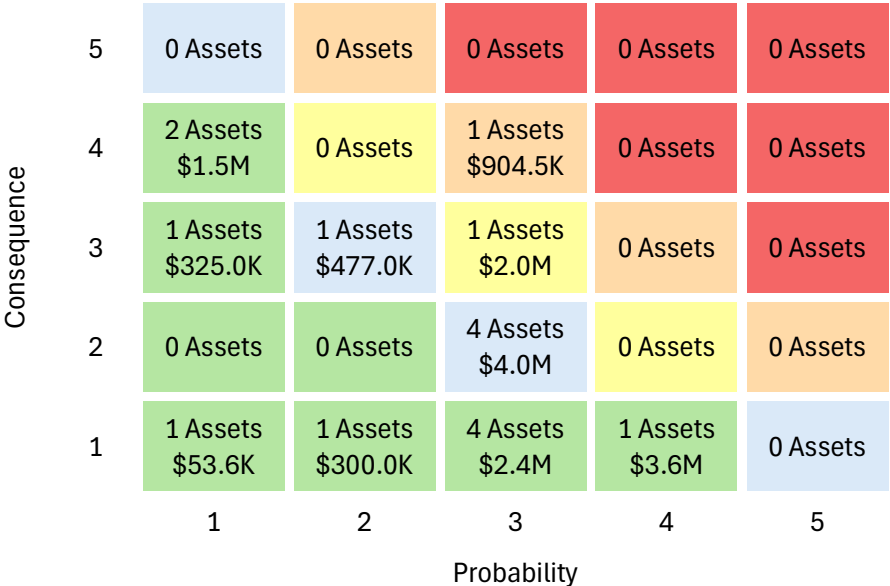 5
0 Assets
0 Assets
0 Assets
0 Assets
0 Assets
4
2 Assets
$1.5M
0 Assets
1 Assets
$904.5K
0 Assets
0 Assets
Consequence
3
1 Assets
$325.0K
1 Assets
$477.0K
1 Assets
$2.0M
0 Assets
0 Assets
2
0 Assets
0 Assets
4 Assets
$4.0M
0 Assets
0 Assets
1
1 Assets
$53.6K
1 Assets
$300.0K
4 Assets
$2.4M
1 Assets
$3.6M
0 Assets
1
2
3
4
5
Probability